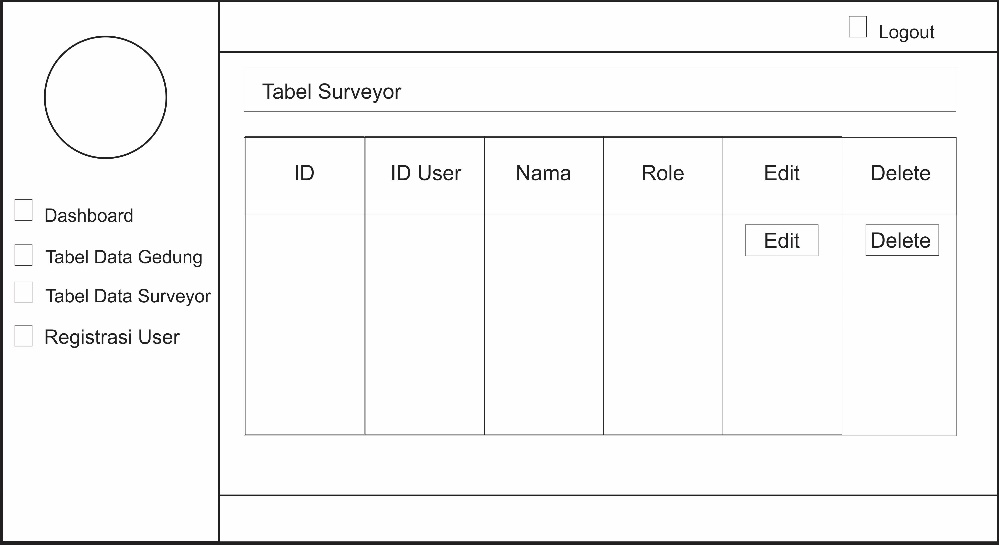 Logout
Dashboard
Tabel Data Gedung
Tabel Data Surveyor
Registrasi User
Tabel Surveyor
ID ID User Nama Role Edit Delete
Edit Delete